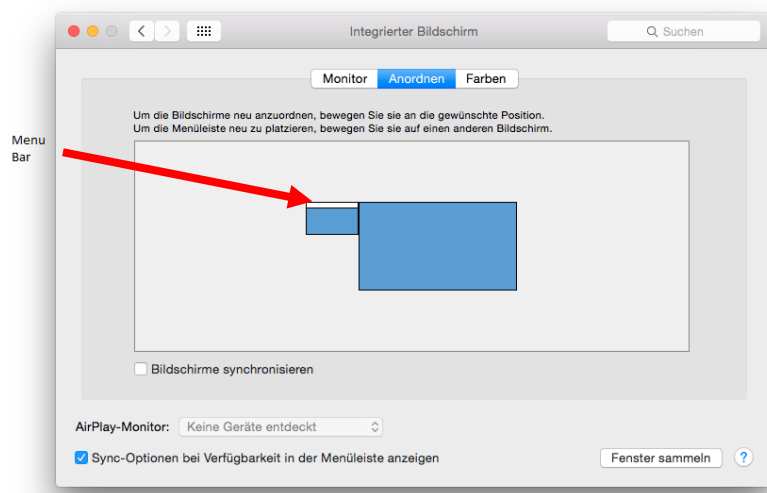 Integrierter Bildschirm
Suchen
Monitor Anordnen Farben
Um die Bildschirme neu anzuordnen, bewegen Sie sie an die gewünschte Position.
Um die Menüleiste neu zu platzieren, bewegen Sie sie auf einen anderen Bildschirm.
Menu
Bar
Bildschirme synchronisieren
AirPlay-Monitor: Keine Geräte entdeckt
Sync-Optionen bei Verfügbarkeit in der Menüleiste anzeigen
Fenster sammeln ?